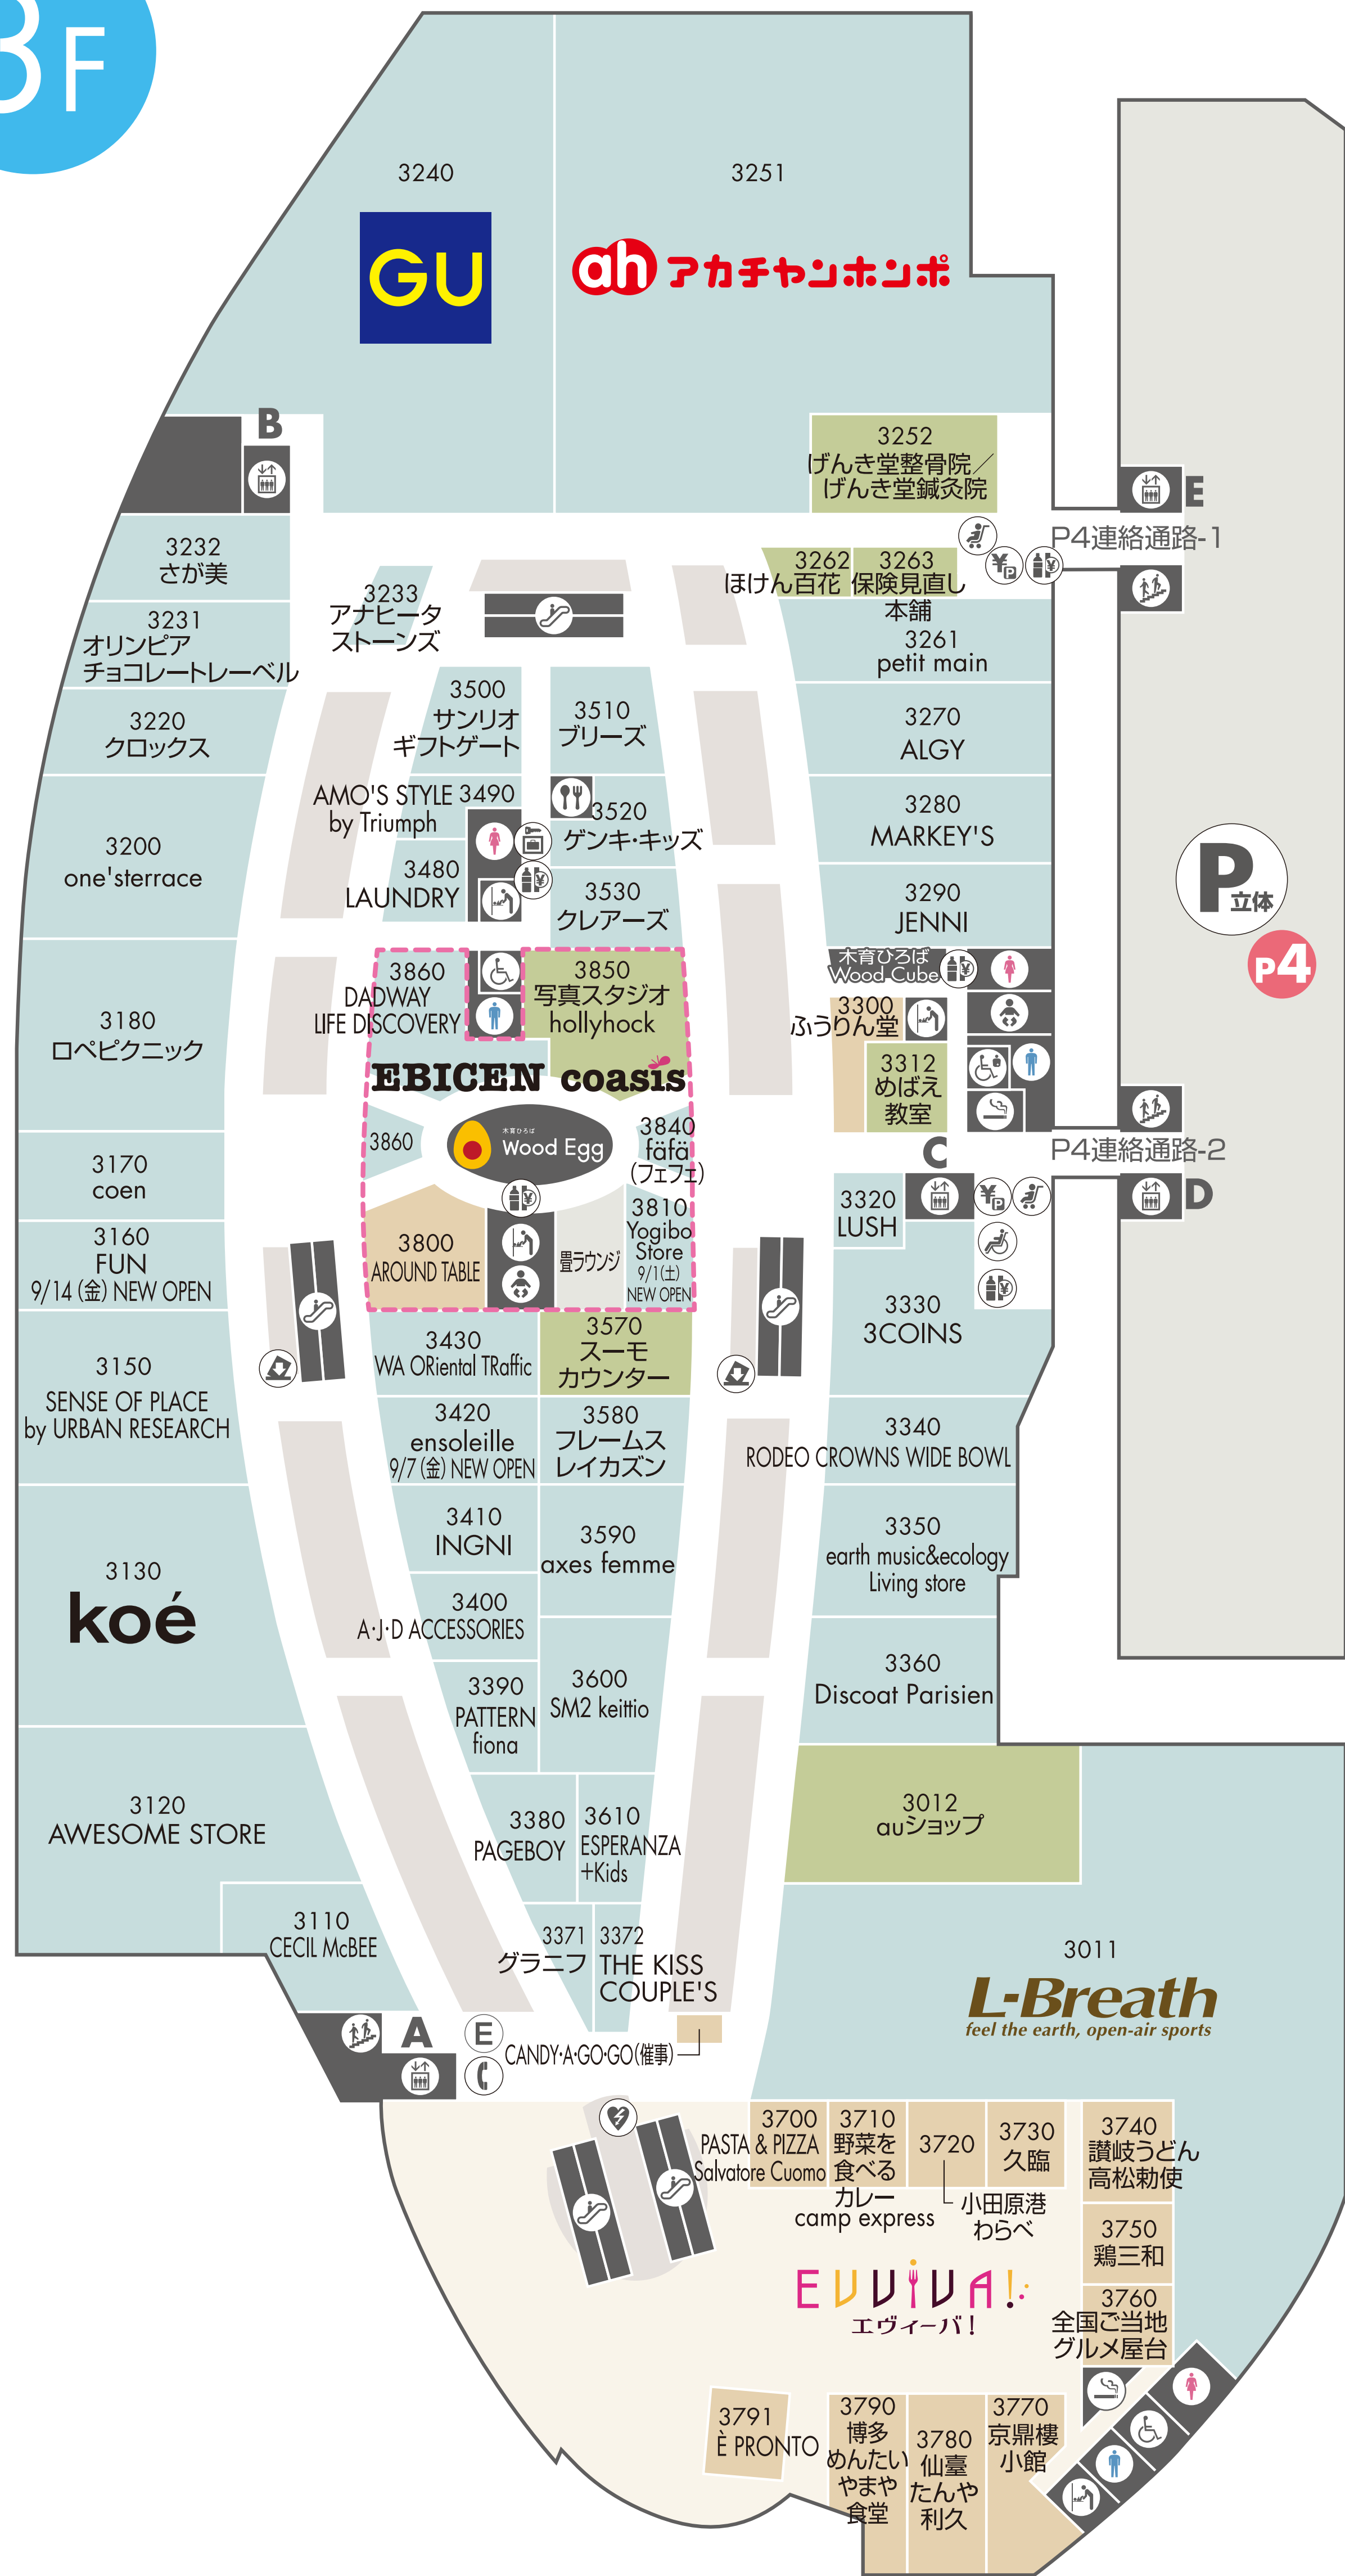 3F
3240
GU
3251
ah アカチャンホンポ
B
3252
げんき堂整骨院／
げんき堂鍼灸院
E
P4連絡通路-1
3232
さが美
3231
オリンピア
チョコレートレーベル
3233
アナヒータ
ストーンズ
3262
ほけん百花
3263
保険見直し
本舗
3261
petit main
3220
クロックス
3500
サンリオ
ギフトゲート
3510
ブリーズ
3270
ALGY
AMO'S STYLE 3490
by Triumph
3520
ゲンキ・キッズ
3280
MARKEY'S
3200
one'sterrace
3480
LAUNDRY
3530
クレアーズ
3290
JENNI
P
立体
P4
木育ひろば
Wood Cube
3860
DADWAY
LIFE DISCOVERY
3850
写真スタジオ
hollyhock
3300
ふうりん堂
3180
ロペピクニック
EBICEN coasis
3312
めばえ
教室
3860
木育ひろば
Wood Egg
3840
fäfä
(フェフェ)
C
P4連絡通路-2
D
3170
coen
3160
FUN
9/14(金) NEW OPEN
3800
AROUND TABLE
畳ラウンジ
3810
Yogibo
Store
9/1(土)
NEW OPEN
3320
LUSH
3330
3COINS
3150
SENSE OF PLACE
by URBAN RESEARCH
3430
WA ORiental TRaffic
3570
スーモ
カウンター
3420
ensoleille
9/7(金) NEW OPEN
3580
フレームス
レイカズン
3340
RODEO CROWNS WIDE BOWL
3130
koé
3410
INGNI
3590
axes femme
3350
earth music&ecology
Living store
3400
A・J・D ACCESSORIES
3390
PATTERN
fiona
3600
SM2 keittio
3360
Discoat Parisien
3120
AWESOME STORE
3380
PAGEBOY
3610
ESPERANZA
+Kids
3012
auショップ
3110
CECIL McBEE
3371
グラニフ
3372
THE KISS
COUPLE'S
3011
L-Breath
feel the earth, open-air sports
A
E
CANDY・A・GO・GO(催事)
3700
PASTA & PIZZA
Salvatore Cuomo
3710
野菜を
食べる
カレー
camp express
3720
小田原港
わらべ
3730
久臨
3740
讃岐うどん
高松勅使
3750
鶏三和
3760
全国ご当地
グルメ屋台
EVVIVA!
エヴィーバ！
3791
È PRONTO
3790
博多
めんたい
やまや
食堂
3780
仙臺
たんや
利久
3770
京鼎樓
小館